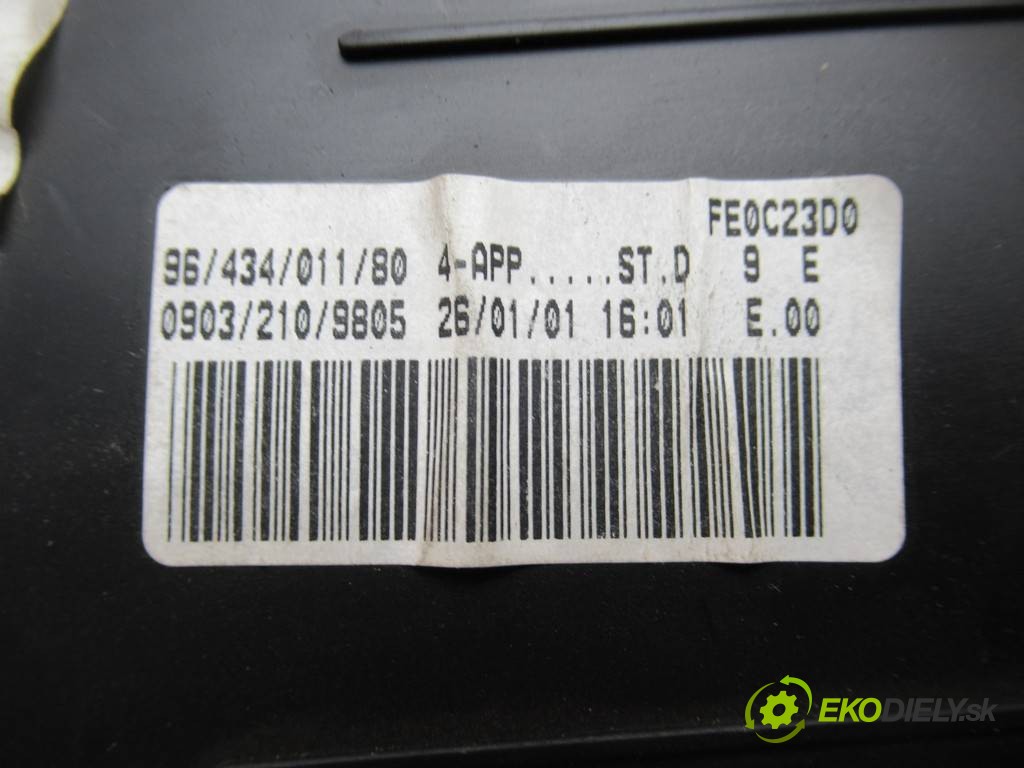 FE0C23D0
96/434/011/80 4-APP.....ST.D 9 E
0903/210/9805 26/01/01 16:01 E.00
EKODIELY.sk